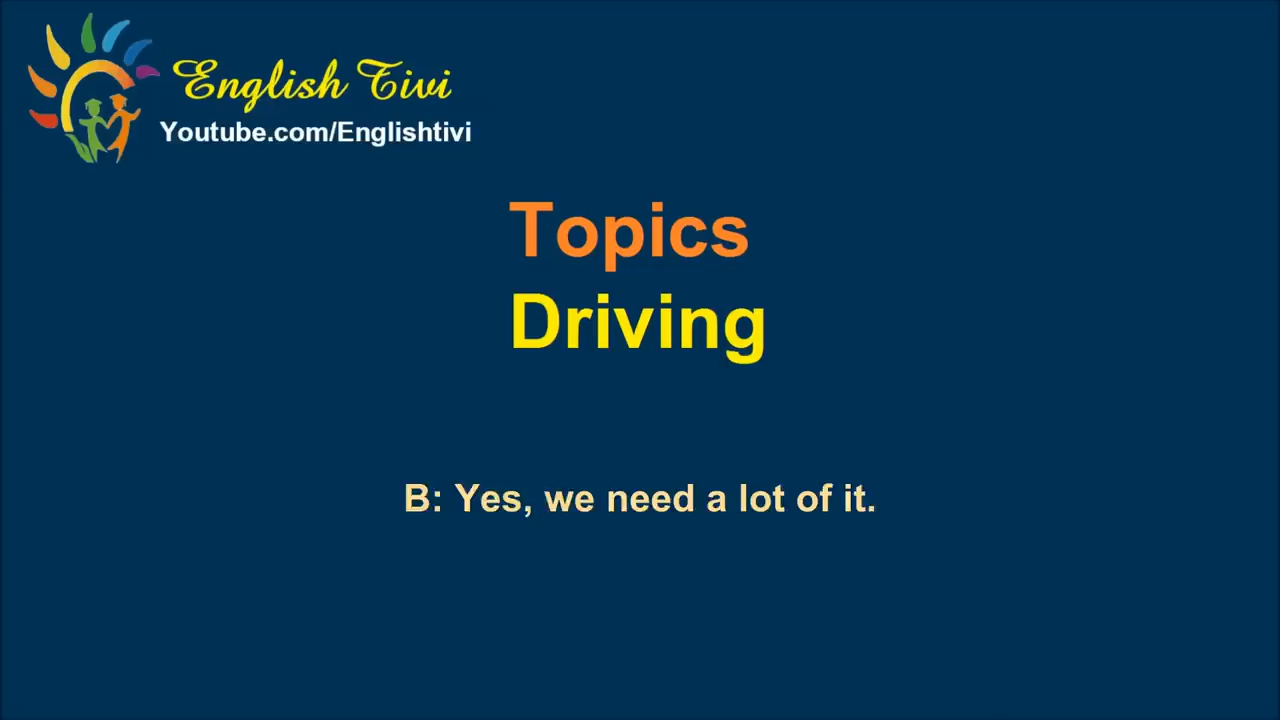 English Tivi
Youtube.com/Englishtivi
Topics
Driving
B: Yes, we need a lot of it.